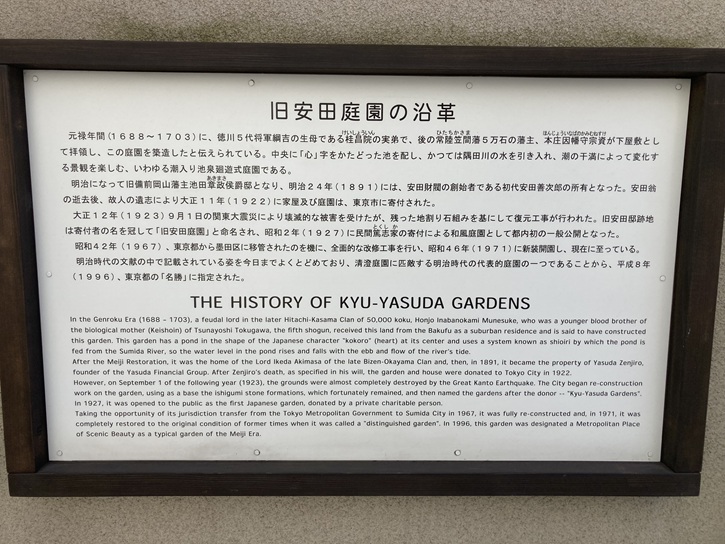 旧安田庭園の沿革
元禄年間(1688~1703)に、徳川5代将軍綱吉の生母である桂昌院の実弟で、後の常陸笠間藩5万石の藩主、本庄因幡守宗資が下屋敷とし
て拝領し、この庭園を築造したと伝えられている。中央に「心」字をかたどった池を配し、かつては隅田川の水を引き入れ、潮の干満によって変化す
る景観を楽しむ、いわゆる潮入り池泉廻遊式庭園である。
明治になって旧備前岡山藩主池田章政侯爵邸となり、明治24年(1891)には、安田財閥の創始者である初代安田善次郎の所有となった。安田翁
の逝去後、故人の遺志により大正11年(1922)に家屋及び庭園は、東京市に寄付された。
大正12年(1923)9月1日の関東大震災により壊滅的な被害を受けたが、残った地割り石組みを基にして復元工事が行われた。旧安田邸跡地
は寄付者の名を冠して「旧安田庭園」と命名され、昭和2年(1927)に民間篤志家の寄付による和風庭園として都内初の一般公開となった。
昭和42年(1967)、東京都から墨田区に移管されたのを機に、全面的な改修工事を行い、昭和46年(1971)に新装開園し、現在に至っている。
明治時代の文献の中で記載されている姿を今日までよくとどめており、清澄庭園に匹敵する明治時代の代表的庭園の一つであることから、平成8年
(1996)、東京都の「名勝」に指定された。
THE HISTORY OF KYU-YASUDA GARDENS
In the Genroku Era (1688 – 1703), a feudal lord in the later Hitachi-Kasama Clan of 50,000 koku, Honjo Inabanokami Munesuke, who was a younger blood brother of
the biological mother (Keishoin) of Tsunayoshi Tokugawa, the fifth shogun, received this land from the Bakufu as a suburban residence and is said to have constructed
this garden. This garden has a pond in the shape of the Japanese character "kokoro" (heart) at its center and uses a system known as shioiri by which the pond is
fed from the Sumida River, so the water level in the pond rises and falls with the ebb and flow of the river's tide.
After the Meiji Restoration, it was the home of the Lord Ikeda Akimasa of the late Bizen-Okayama Clan and, then, in 1891, it became the property of Yasuda Zenjiro,
founder of the Yasuda Financial Group. After Zenjiro's death, as specified in his will, the garden and house were donated to Tokyo City in 1922.
However, on September 1 of the following year (1923), the grounds were almost completely destroyed by the Great Kanto Earthquake. The City began re-construction
work on the garden, using as a base the ishigumi stone formations, which fortunately remained, and then named the gardens after the donor -- "Kyu-Yasuda Gardens".
In 1927, it was opened to the public as the first Japanese garden, donated by a private charitable person.
Taking the opportunity of its jurisdiction transfer from the Tokyo Metropolitan Government to Sumida City in 1967, it was fully re-constructed and, in 1971, it was
completely restored to the original condition of former times when it was called a "distinguished garden". In 1996, this garden was designated a Metropolitan Place
of Scenic Beauty as a typical garden of the Meiji Era.